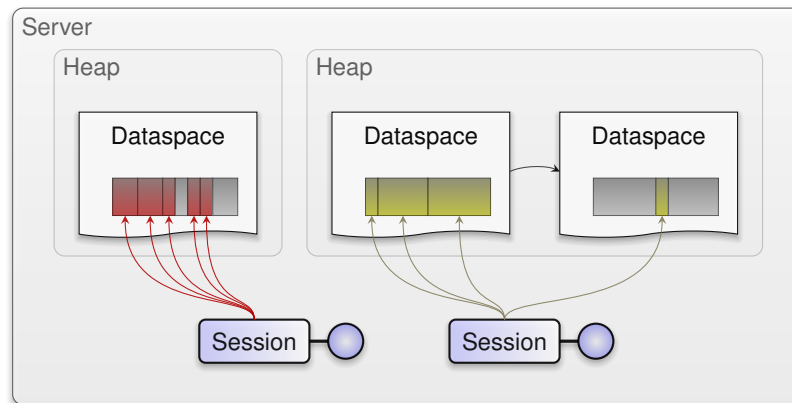 Server
Heap
Heap
Dataspace
Dataspace
Dataspace
Session
Session